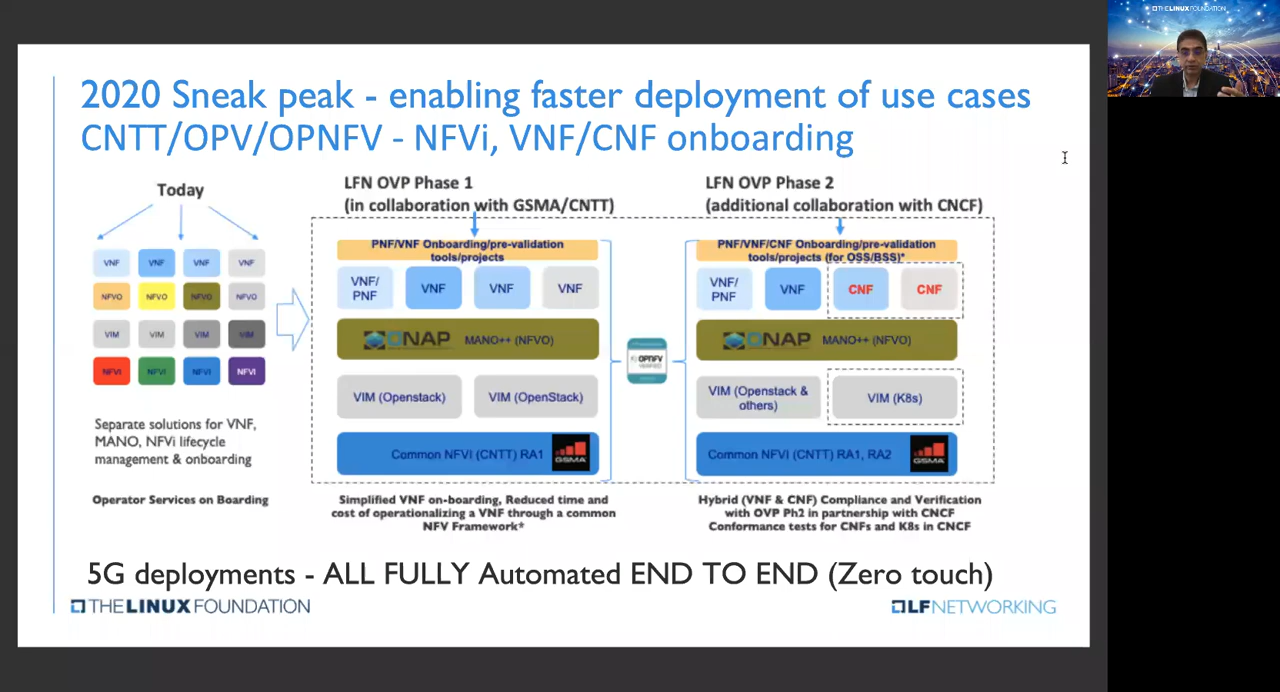 THE LINUX FOUNDATION
2020 Sneak peak - enabling faster deployment of use cases
CNTT/OPV/OPNFV - NFVi, VNF/CNF onboarding
Today
VNF VNF VNF VNF
NFVO NFVO NFVO NFVO
VIM VIM VIM VIM
NFVI NFVI NFVI NFVI
Separate solutions for VNF,
MANO, NFVi lifecycle
management & onboarding
Operator Services on Boarding
LFN OVP Phase 1
(in collaboration with GSMA/CNTT)
PNF/VNF Onboarding/pre-validation
tools/projects
VNF/
PNF
VNF VNF VNF
ONAP MANO++ (NFVO)
VIM (Openstack) VIM (OpenStack)
Common NFVI (CNTT) RA1
GSMA
Simplified VNF on-boarding, Reduced time and
cost of operationalizing a VNF through a common
NFV Framework*
OPNFV
VERIFIED
LFN OVP Phase 2
(additional collaboration with CNCF)
PNF/VNF/CNF Onboarding/pre-validation
tools/projects (for OSS/BSS)*
VNF/
PNF
VNF CNF CNF
ONAP MANO++ (NFVO)
VIM (Openstack &
others)
VIM (K8s)
Common NFVI (CNTT) RA1, RA2
GSMA
Hybrid (VNF & CNF) Compliance and Verification
with OVP Ph2 in partnership with CNCF
Conformance tests for CNFs and K8s in CNCF
5G deployments - ALL FULLY Automated END TO END (Zero touch)
THE LINUX FOUNDATION
LF NETWORKING